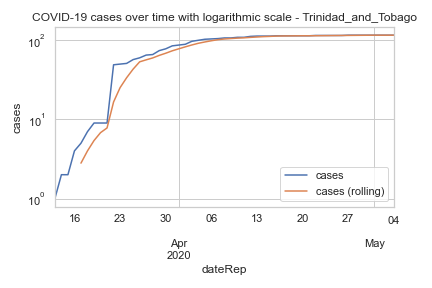 COVID-19 cases over time with logarithmic scale - Trinidad_and_Tobago
10²
10¹
10⁰
cases
cases
cases (rolling)
16 23 30 06 13 20 27 04
Apr May
2020
dateRep